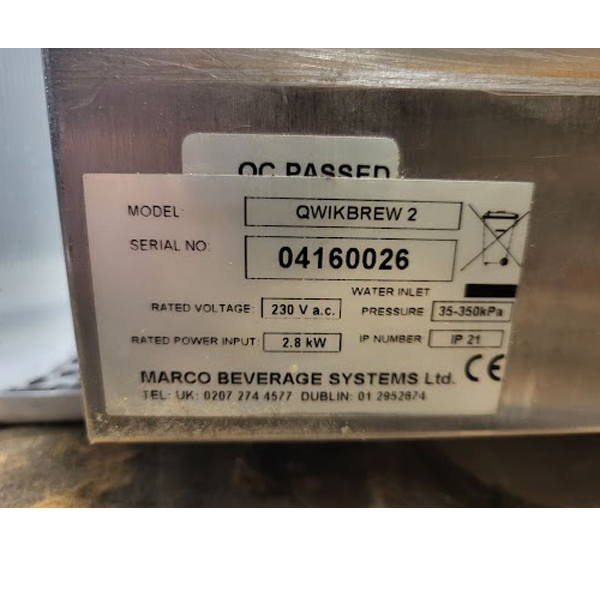 QC PASSED
MODEL: QWIKBREW 2
SERIAL NO: 04160026
WATER INLET
RATED VOLTAGE: 230 V a.c. PRESSURE 35-350kPa
RATED POWER INPUT: 2.8 kW IP NUMBER IP 21
MARCO BEVERAGE SYSTEMS Ltd. CE
TEL: UK: 0207 274 4577 DUBLIN: 01 2952674